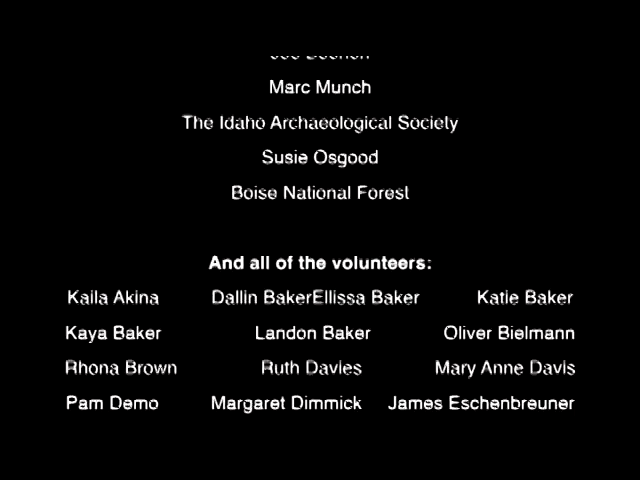 Marc Munch
The Idaho Archaeological Society
Susie Osgood
Boise National Forest
And all of the volunteers:
Kaila Akina Dallin BakerEllissa Baker Katie Baker
Kaya Baker Landon Baker Oliver Bielmann
Rhona Brown Ruth Davies Mary Anne Davis
Pam Demo Margaret Dimmick James Eschenbreuner